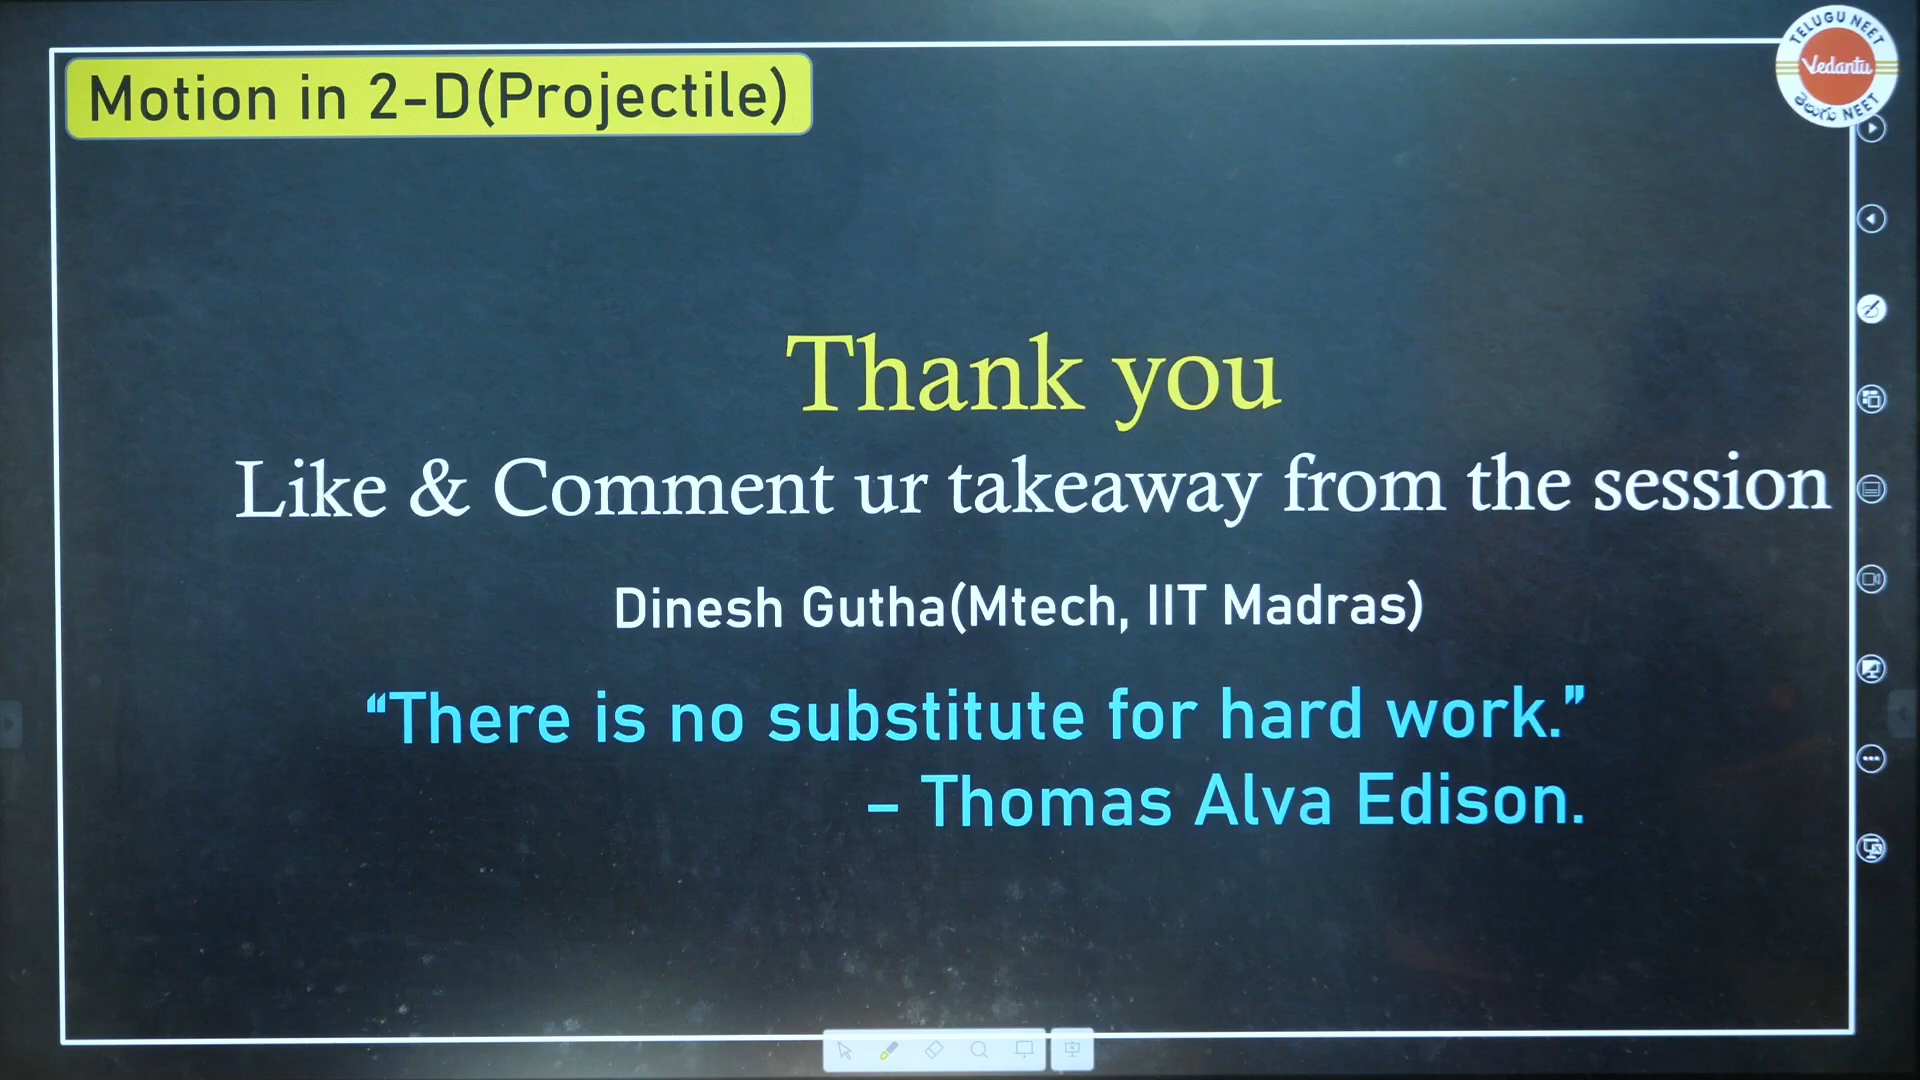 Motion in 2-D(Projectile)
TELUGU NEET
Vedantu
తెలుగు NEET
Thank you
Like & Comment ur takeaway from the session
Dinesh Gutha(Mtech, IIT Madras)
“There is no substitute for hard work.”
– Thomas Alva Edison.